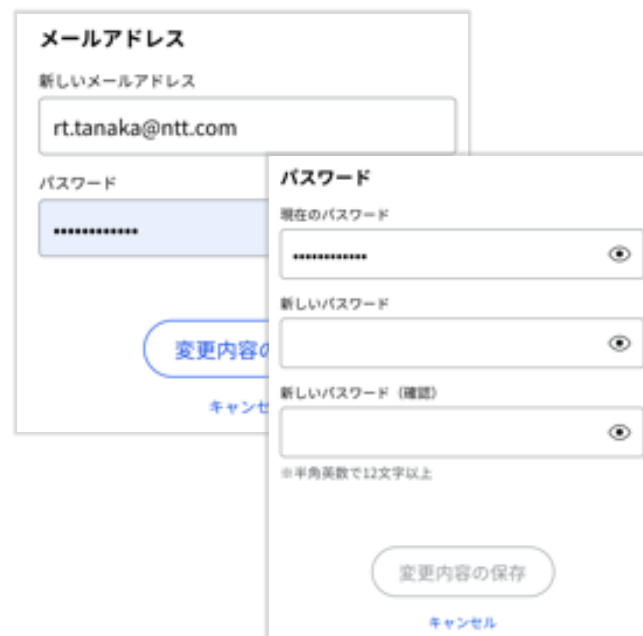 メールアドレス
新しいメールアドレス
rt.tanaka@ntt.com
パスワード
••••••••••••
変更内容の
キャンセ
パスワード
現在のパスワード
••••••••••••
新しいパスワード
新しいパスワード（確認）
※半角英数で12文字以上
変更内容の保存
キャンセル